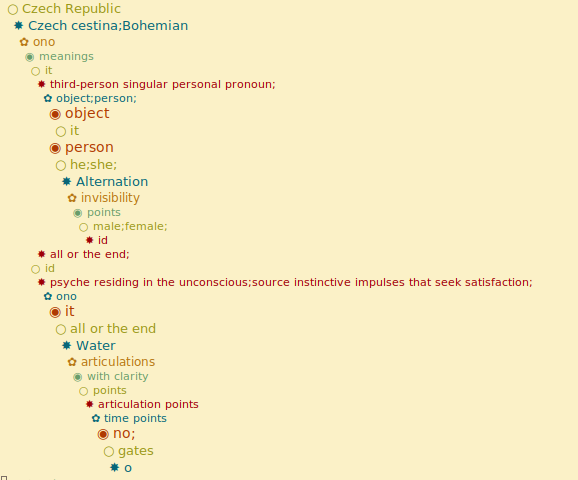 Czech Republic
Czech cestina;Bohemian
ono
meanings
it
third-person singular personal pronoun;
object;person;
object
it
person
he;she;
Alternation
invisibility
points
male;female;
id
all or the end;
id
psyche residing in the unconscious;source instinctive impulses that seek satisfaction;
ono
it
all or the end
Water
articulations
with clarity
points
articulation points
time points
no;
gates
o